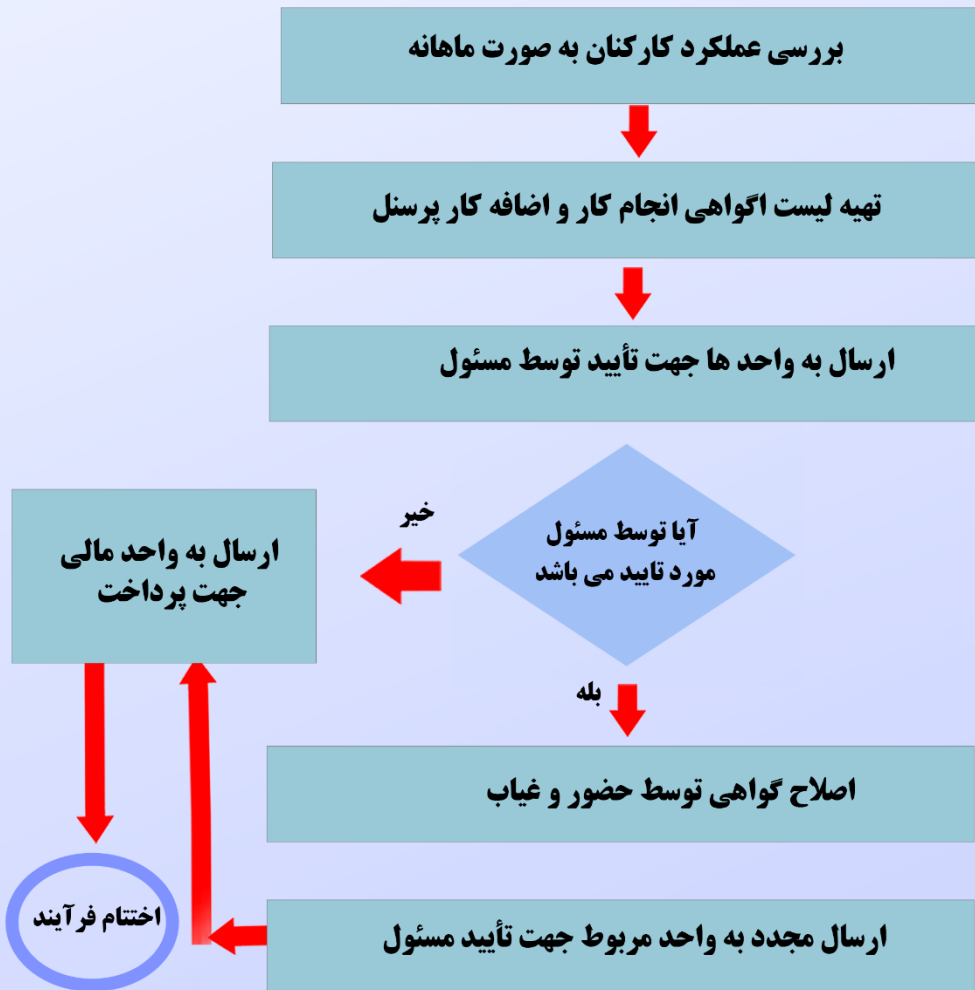 بررسی عملکرد کارکنان به صورت ماهانه
تهیه لیست اگواهی انجام کار و اضافه کار پرسنل
ارسال به واحد ها جهت تأیید توسط مسئول
آیا توسط مسئول
مورد تایید می باشد
خیر
ارسال به واحد مالی
جهت پرداخت
بله
اصلاح گواهی توسط حضور و غیاب
ارسال مجدد به واحد مربوط جهت تأیید مسئول
اختتام فرآیند